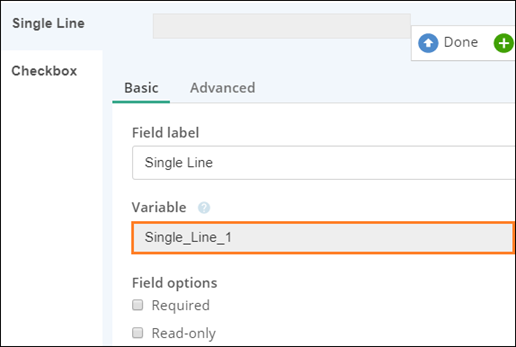 Single Line
Done
Checkbox
Basic Advanced
Field label
Single Line
Variable ?
Single_Line_1
Field options
Required
Read-only